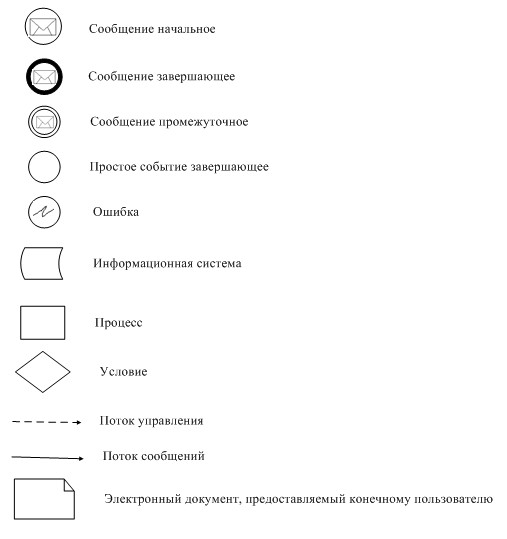 Сообщение начальное
Сообщение завершающее
Сообщение промежуточное
Простое событие завершающее
Ошибка
Информационная система
Процесс
Условие
Поток управления
Поток сообщений
Электронный документ, предоставляемый конечному пользователю